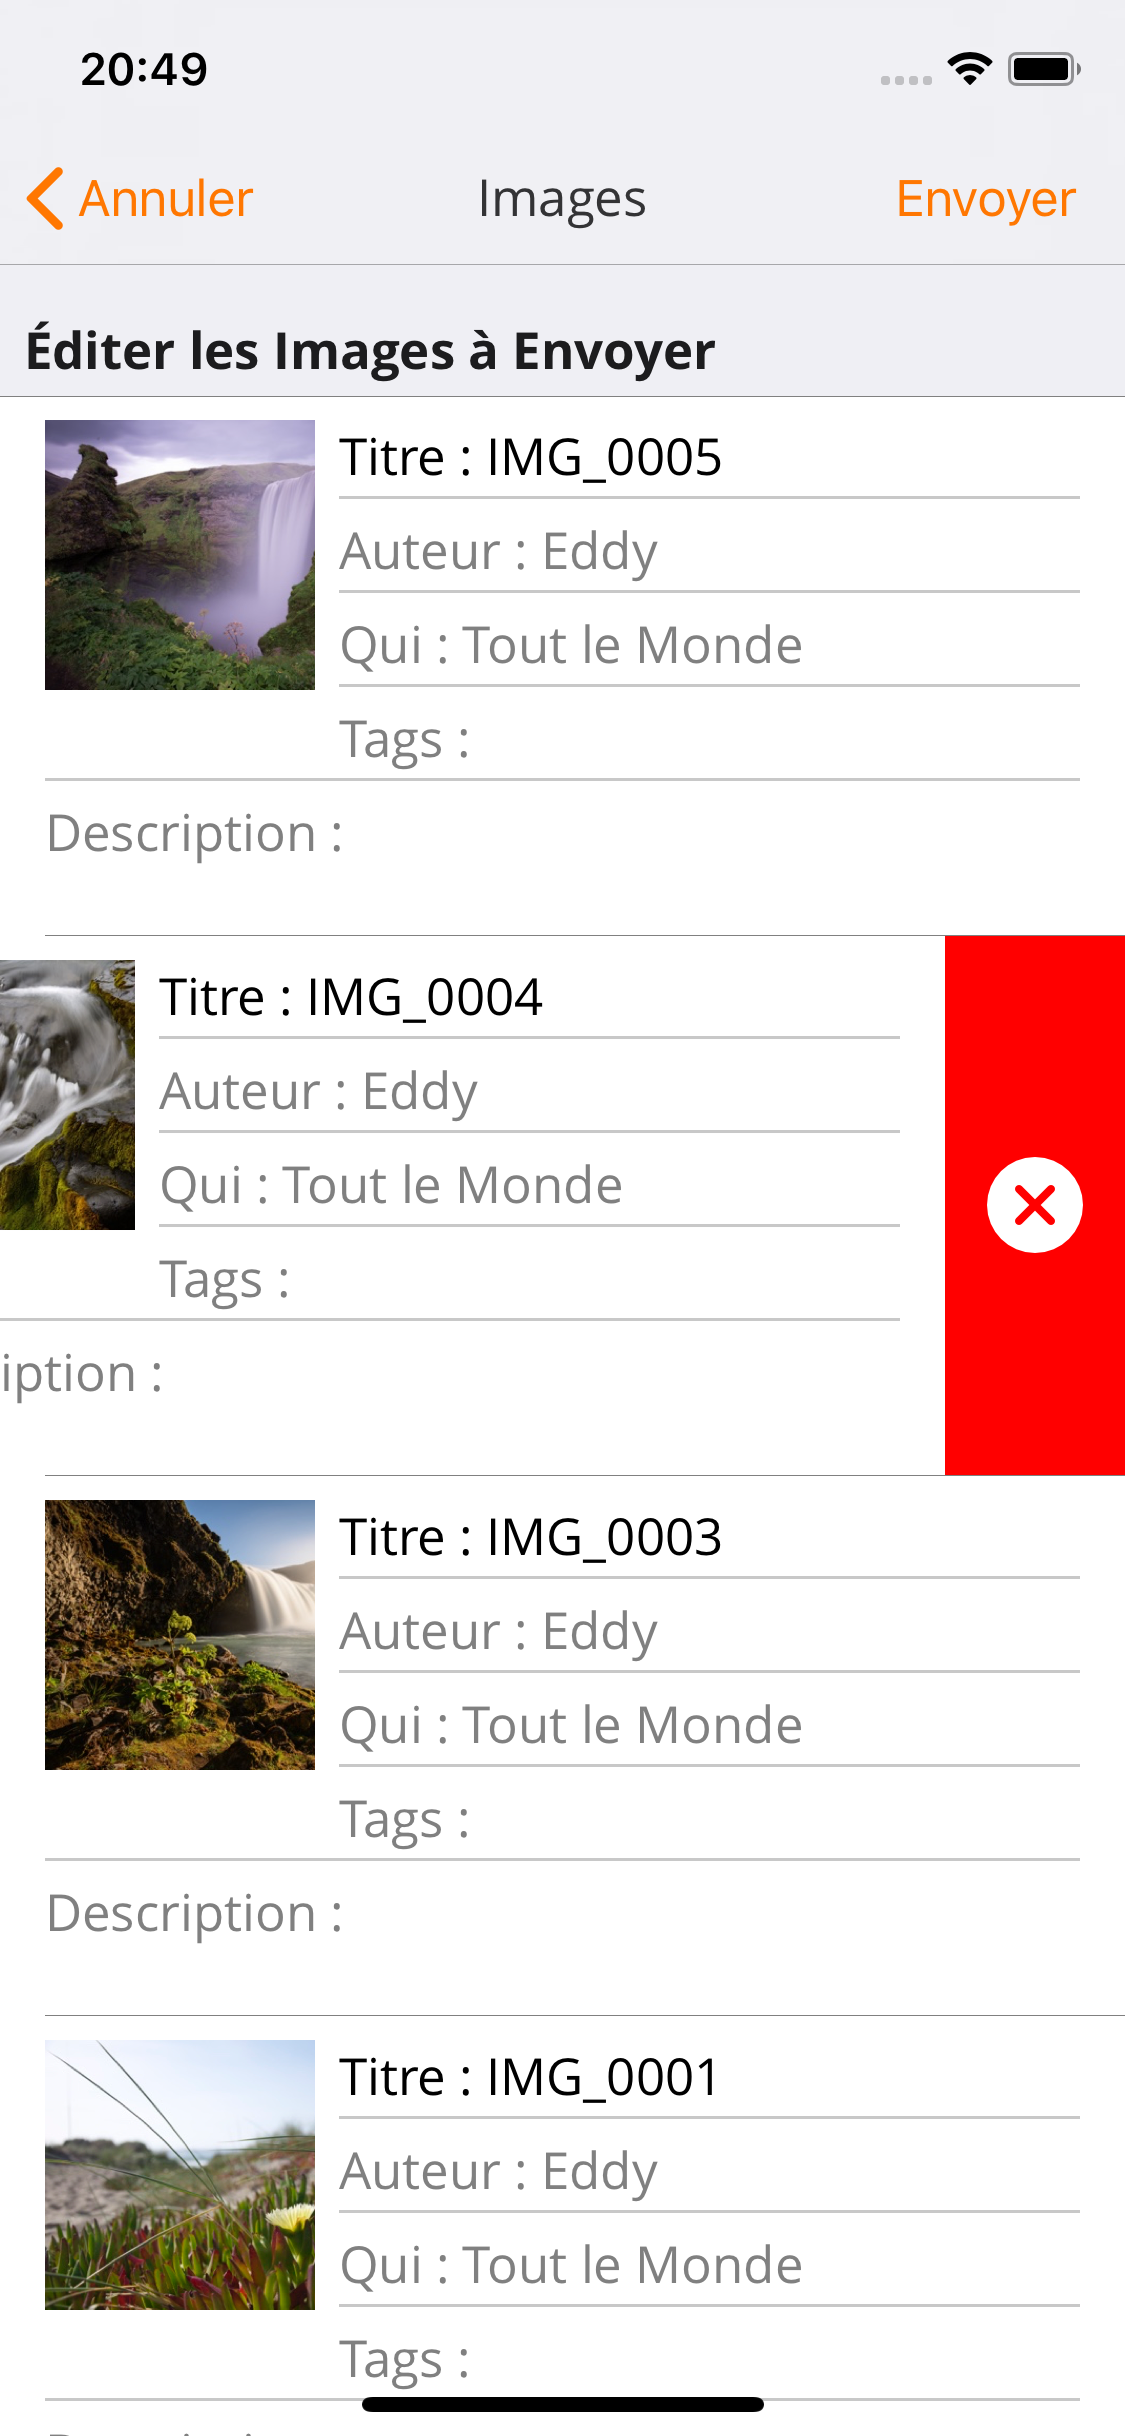 20:49
Annuler Images Envoyer
Éditer les Images à Envoyer
Titre : IMG_0005
Auteur : Eddy
Qui : Tout le Monde
Tags :
Description :
Titre : IMG_0004
Auteur : Eddy
Qui : Tout le Monde
Tags :
iption :
Titre : IMG_0003
Auteur : Eddy
Qui : Tout le Monde
Tags :
Description :
Titre : IMG_0001
Auteur : Eddy
Qui : Tout le Monde
Tags :